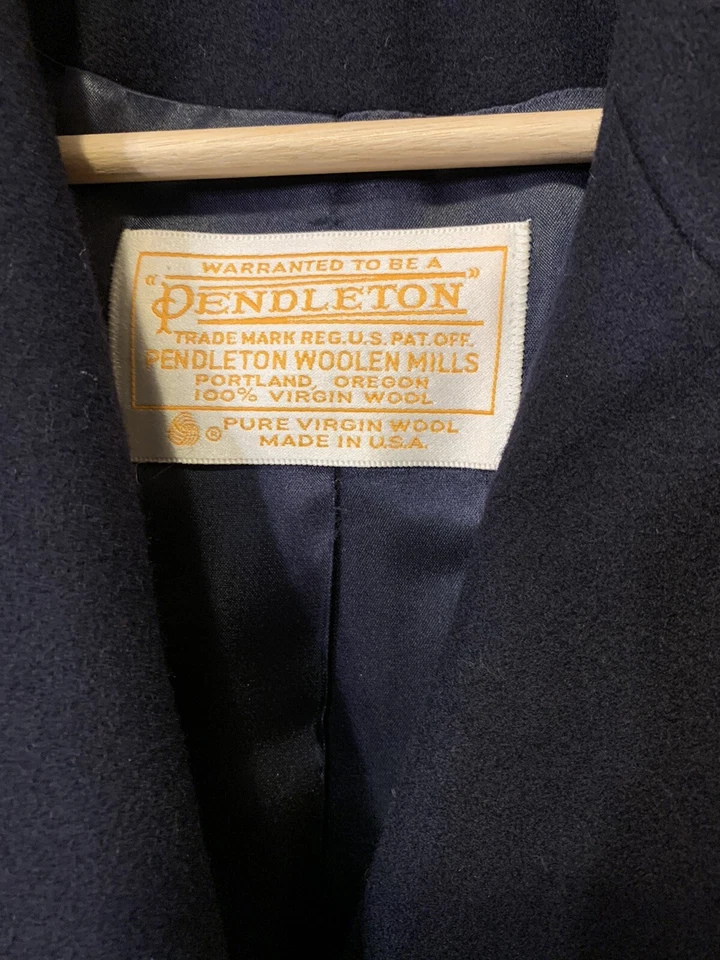 WARRANTED TO BE A
"PENDLETON"
TRADE MARK REG. U.S. PAT. OFF.
PENDLETON WOOLEN MILLS
PORTLAND, OREGON
100% VIRGIN WOOL
® PURE VIRGIN WOOL
MADE IN U.S.A.